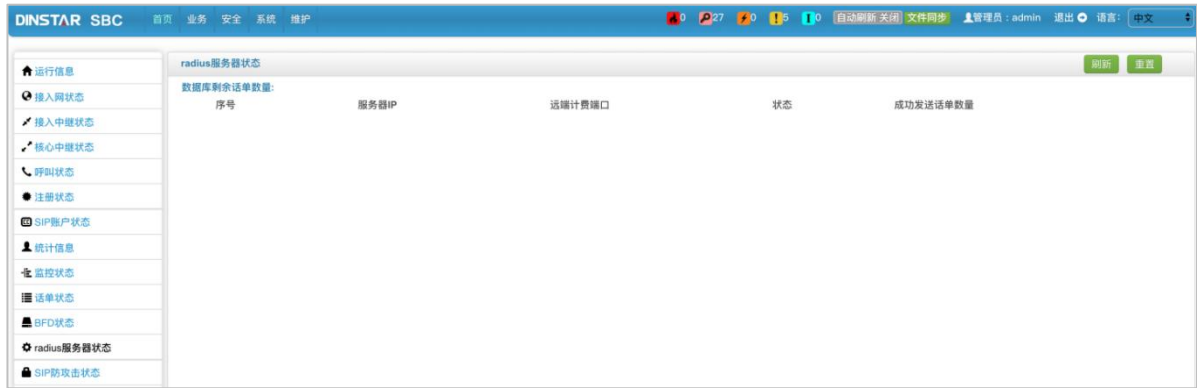 DINSTAR SBC 首页 业务 安全 系统 维护 0 27 0 5 0 自动刷新 关闭 文件同步 管理员：admin 退出 语言： 中文
运行信息
接入网状态
接入中继状态
核心中继状态
呼叫状态
注册状态
SIP账户状态
统计信息
监控状态
话单状态
BFD状态
radius服务器状态
SIP防攻击状态
radius服务器状态 刷新 重置
数据库剩余话单数量:
序号 服务器IP 远端计费端口 状态 成功发送话单数量